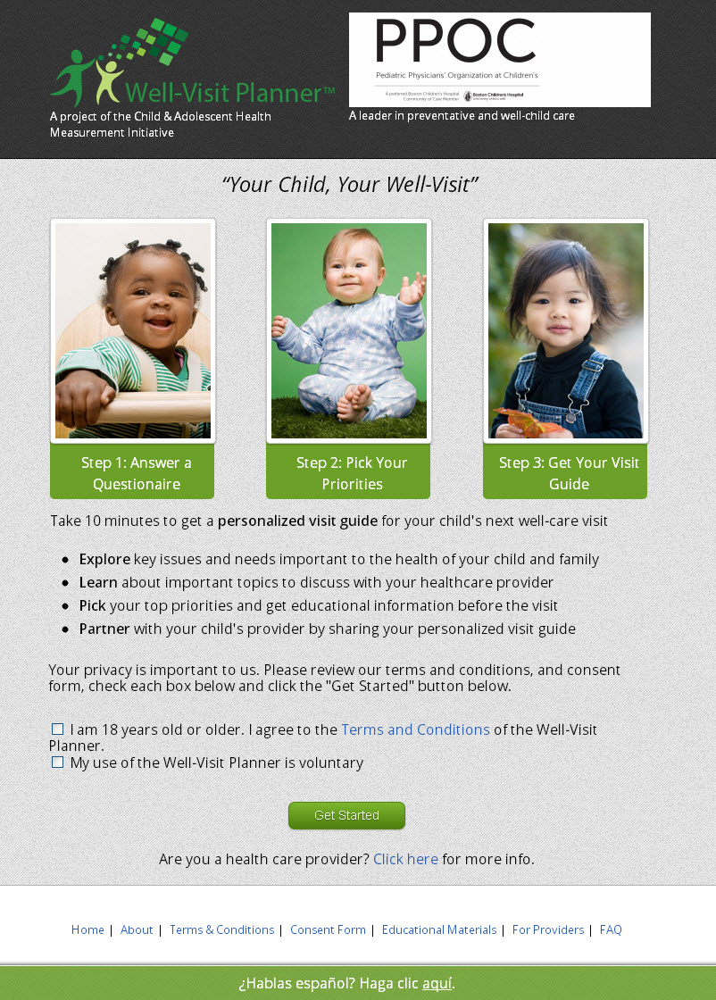 Well-Visit Planner™
A project of the Child & Adolescent Health
Measurement Initiative
PPOC
Pediatric Physicians' Organization at Children's
A preferred Boston Children's Hospital
Community of Care Member
Boston Children's Hospital
Until every child is well
A leader in preventative and well-child care
“Your Child, Your Well-Visit”
Step 1: Answer a
Questionaire
Step 2: Pick Your
Priorities
Step 3: Get Your Visit
Guide
Take 10 minutes to get a personalized visit guide for your child's next well-care visit
Explore key issues and needs important to the health of your child and family
Learn about important topics to discuss with your healthcare provider
Pick your top priorities and get educational information before the visit
Partner with your child's provider by sharing your personalized visit guide
Your privacy is important to us. Please review our terms and conditions, and consent
form, check each box below and click the "Get Started" button below.
I am 18 years old or older. I agree to the Terms and Conditions of the Well-Visit
Planner.
My use of the Well-Visit Planner is voluntary
Get Started
Are you a health care provider? Click here for more info.
Home | About | Terms & Conditions | Consent Form | Educational Materials | For Providers | FAQ
¿Hablas español? Haga clic aquí.